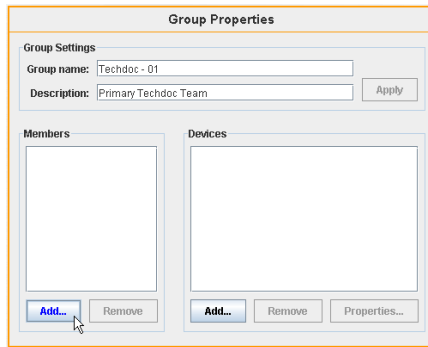 Group Properties
Group Settings
Group name: Techdoc - 01
Description: Primary Techdoc Team
Apply
Members
Devices
Add... Remove
Add... Remove Properties...